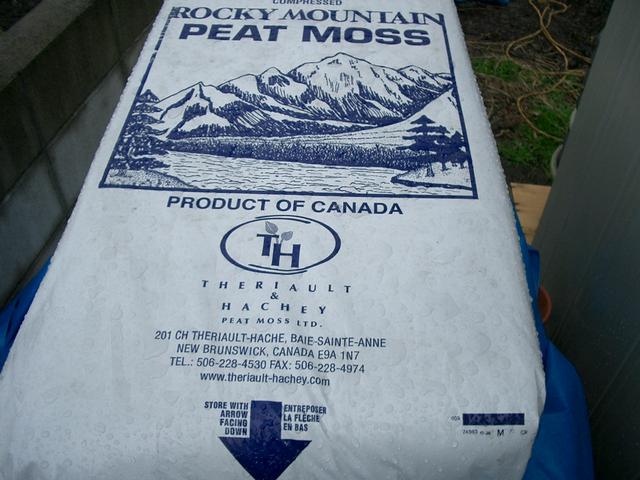 COMPRESSED
ROCKY MOUNTAIN
PEAT MOSS
PRODUCT OF CANADA
TH
THERIAULT
&
HACHEY
PEAT MOSS LTD.
201 CH THERIAULT-HACHE, BAIE-SAINTE-ANNE
NEW BRUNSWICK, CANADA E9A 1N7
TEL.: 506-228-4530 FAX: 506-228-4974
www.theriault-hachey.com
STORE WITH
ARROW
FACING
DOWN
ENTREPOSER
LA FLÈCHE
EN BAS
M